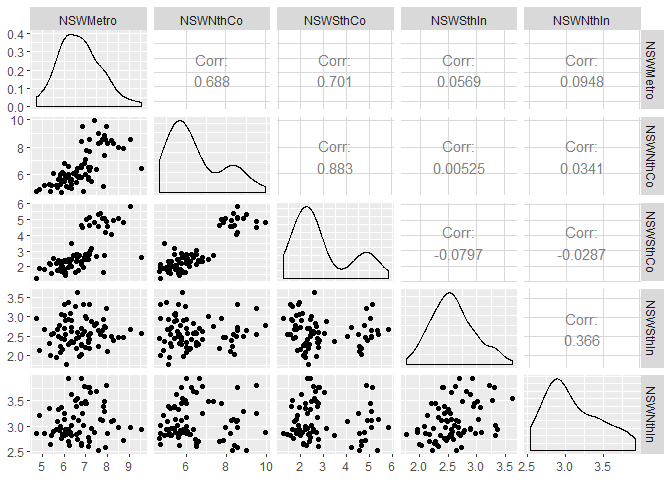 NSWMetro NSWNthCo NSWSthCo NSWSthIn NSWNthIn
0.4
0.3
0.2
0.1
0.0
Corr:
0.688
Corr:
0.701
Corr:
0.0569
Corr:
0.0948
NSWMetro
10
8
6
Corr:
0.883
Corr:
0.00525
Corr:
0.0341
NSWNthCo
6
5
4
3
2
Corr:
-0.0797
Corr:
-0.0287
NSWSthCo
3.5
3.0
2.5
2.0
Corr:
0.366
NSWSthIn
3.5
3.0
2.5
NSWNthIn
5 6 7 8 9 6 8 10 1 2 3 4 5 6 2.0 2.5 3.0 3.5 2.5 3.0 3.5